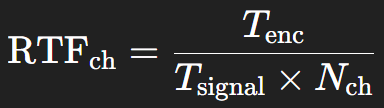 RTF_ch = T_enc / (T_signal × N_ch)